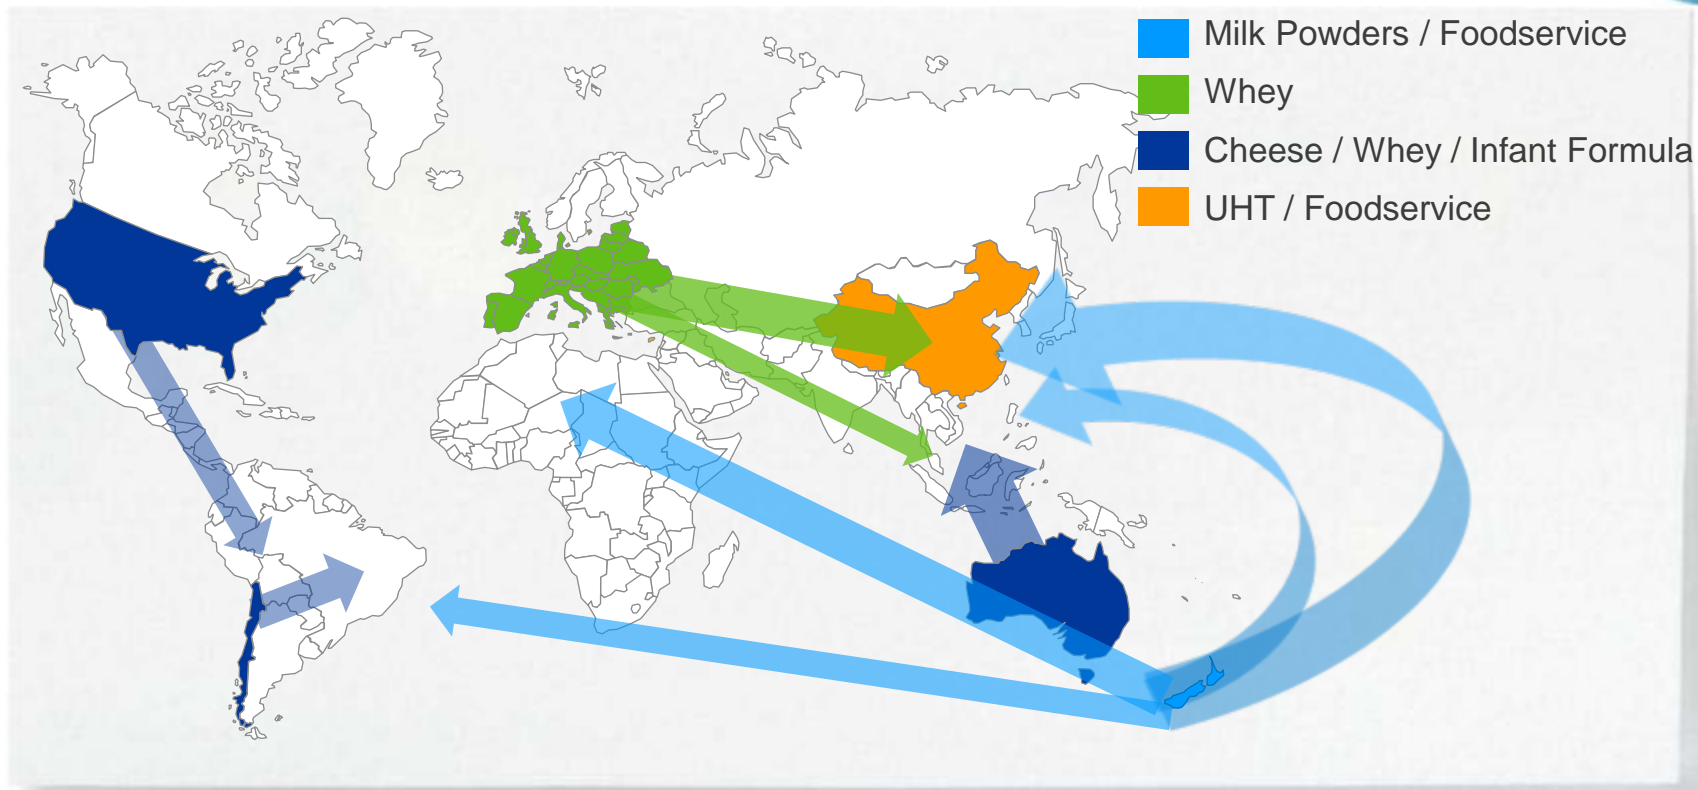 Milk Powders / Foodservice
Whey
Cheese / Whey / Infant Formula
UHT / Foodservice